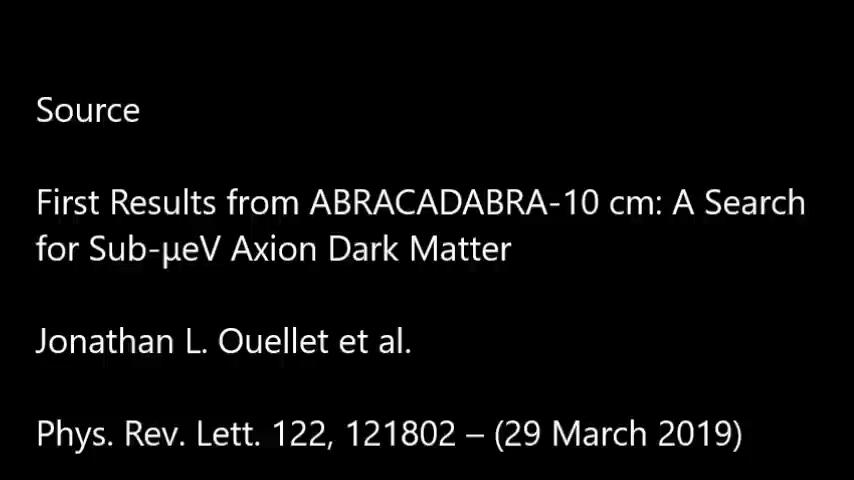 Source
First Results from ABRACADABRA-10 cm: A Search
for Sub-µeV Axion Dark Matter
Jonathan L. Ouellet et al.
Phys. Rev. Lett. 122, 121802 – (29 March 2019)